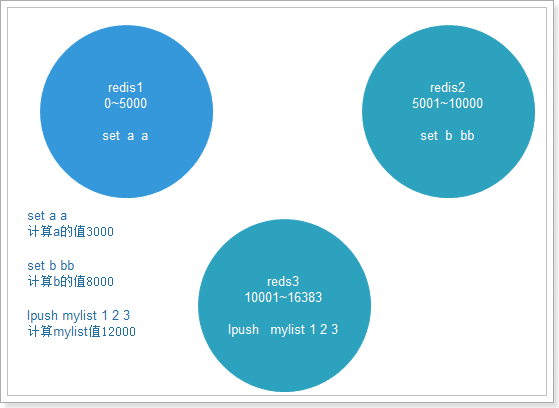 redis1
0~5000
set a a
redis2
5001~10000
set b bb
set a a
计算a的值3000
set b bb
计算b的值8000
lpush mylist 1 2 3
计算mylist值12000
reds3
10001~16383
lpush mylist 1 2 3